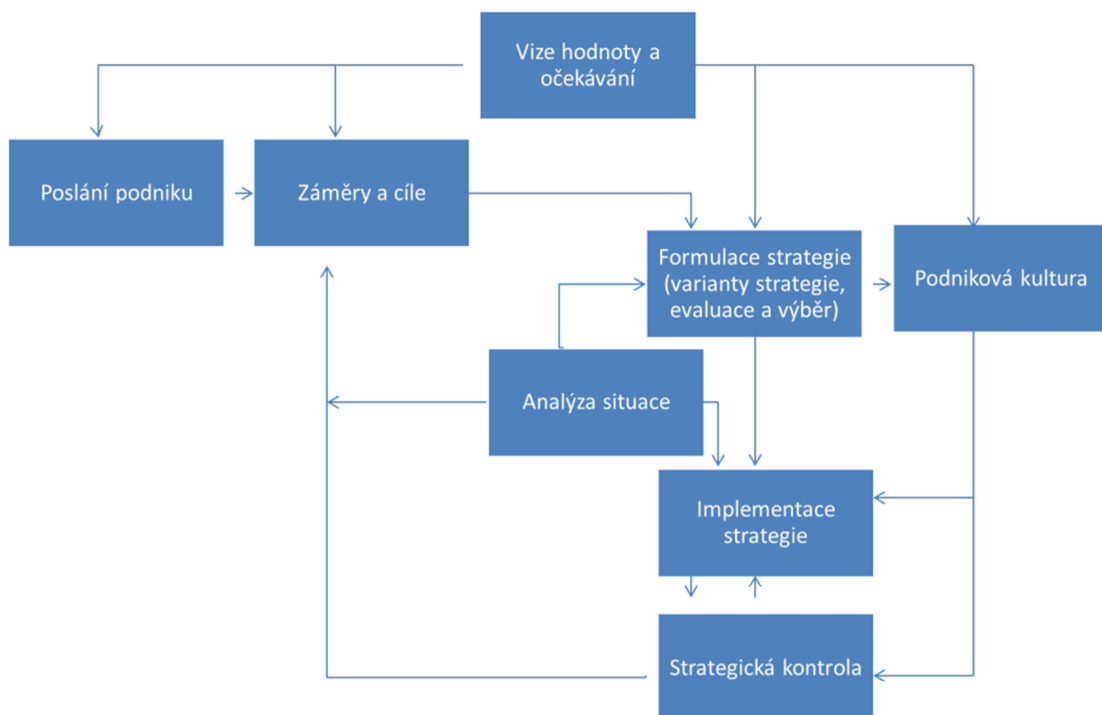 Vize hodnoty a
očekávání
Poslání podniku
Záměry a cíle
Formulace strategie
(varianty strategie,
evaluace a výběr)
Podniková kultura
Analýza situace
Implementace
strategie
Strategická kontrola